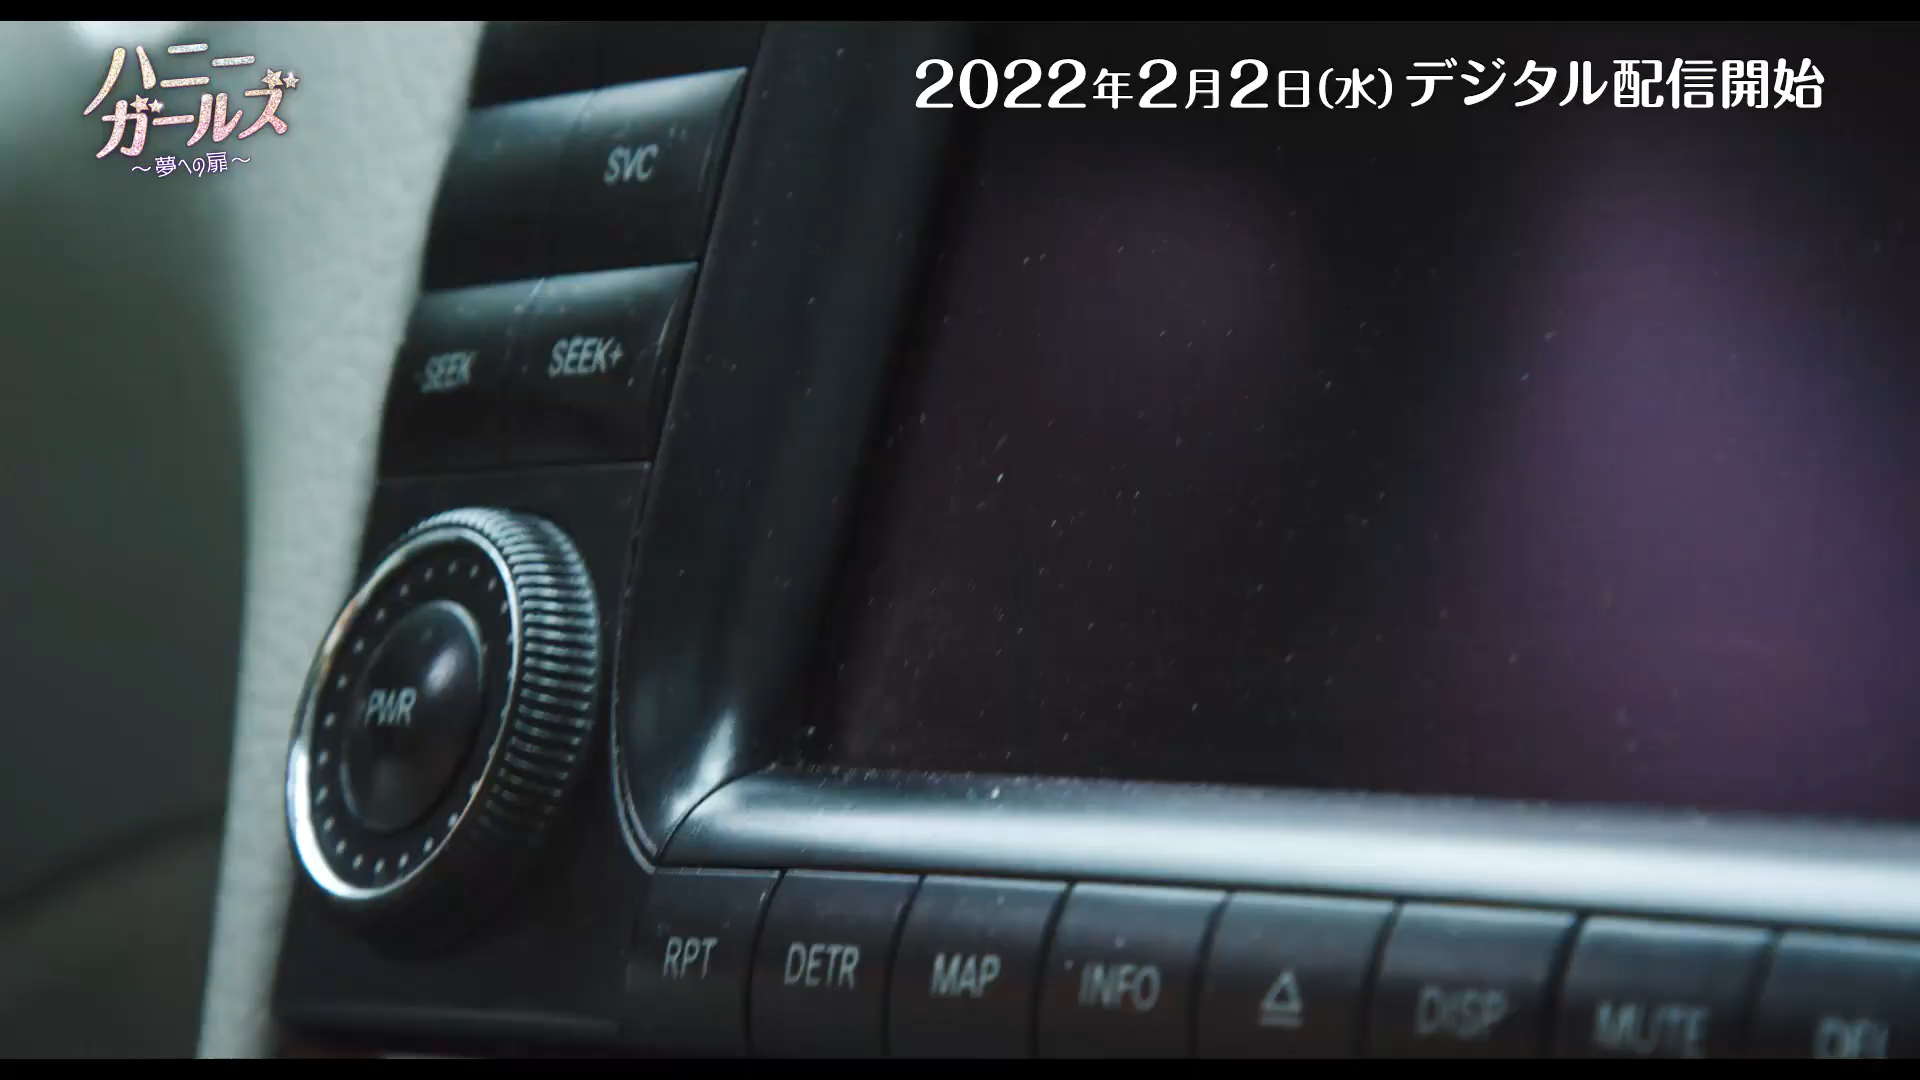 ハニー
ガールズ
～夢への扉～
2022年2月2日(水)デジタル配信開始
SVC
-SEEK
SEEK+
PWR
RPT
DETR
MAP
INFO
DISP
MUTE